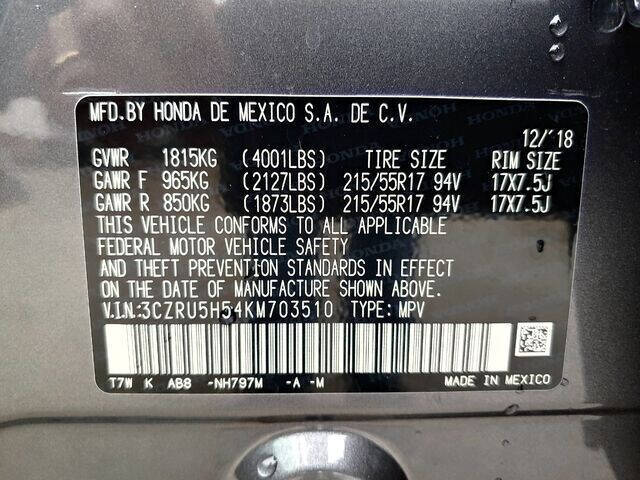 MFD.BY HONDA DE MEXICO S.A. DE C.V.
12/'18
GVWR 1815KG (4001LBS) TIRE SIZE RIM SIZE
GAWR F 965KG (2127LBS) 215/55R17 94V 17X7.5J
GAWR R 850KG (1873LBS) 215/55R17 94V 17X7.5J
THIS VEHICLE CONFORMS TO ALL APPLICABLE
FEDERAL MOTOR VEHICLE SAFETY
AND THEFT PREVENTION STANDARDS IN EFFECT
ON THE DATE OF MANUFACTURE SHOWN ABOVE.
V.I.N:3CZRU5H54KM703510 TYPE: MPV
T7W K AB8 -NH797M -A -M MADE IN MEXICO